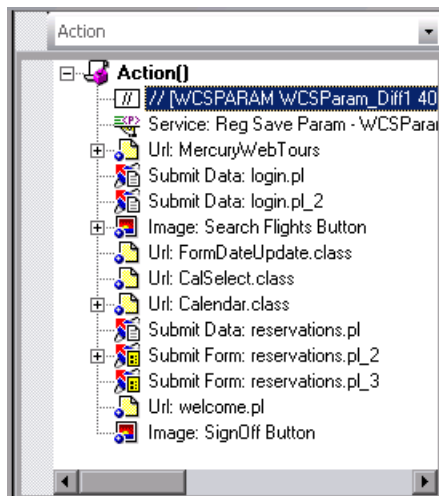 Action
Action()
// // [WCSPARAM WCSParam_Diff1 40
Service: Reg Save Param - WCSParar
Url: MercuryWebTours
Submit Data: login.pl
Submit Data: login.pl_2
Image: Search Flights Button
Url: FormDateUpdate.class
Url: CalSelect.class
Url: Calendar.class
Submit Data: reservations.pl
Submit Form: reservations.pl_2
Submit Form: reservations.pl_3
Url: welcome.pl
Image: SignOff Button